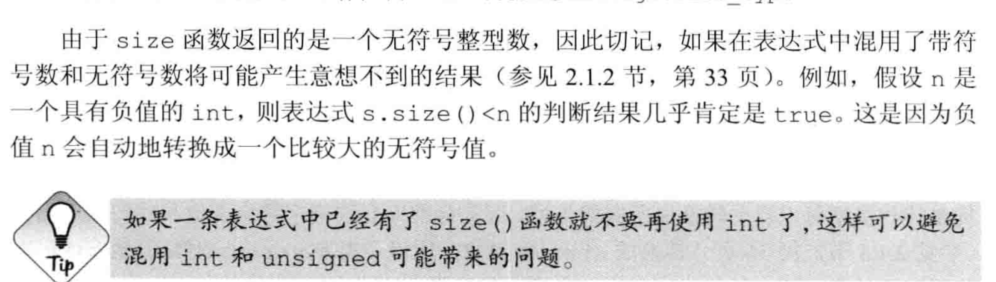 由于 size 函数返回的是一个无符号整型数，因此切记，如果在表达式中混用了带符
号数和无符号数将可能产生意想不到的结果（参见 2.1.2 节，第 33 页）。例如，假设 n 是
一个具有负值的 int，则表达式 s.size()<n 的判断结果几乎肯定是 true。这是因为负
值 n 会自动地转换成一个比较大的无符号值。
如果一条表达式中已经有了 size()函数就不要再使用 int 了，这样可以避免
Tip
混用 int 和 unsigned 可能带来的问题。